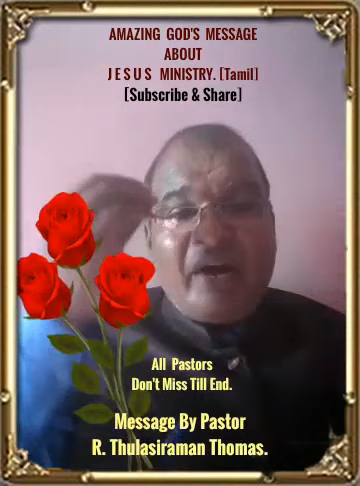 AMAZING GOD'S MESSAGE
ABOUT
JESUS MINISTRY. [Tamil]
[Subscribe & Share]
All Pastors
Don't Miss Till End.
Message By Pastor
R. Thulasiraman Thomas.